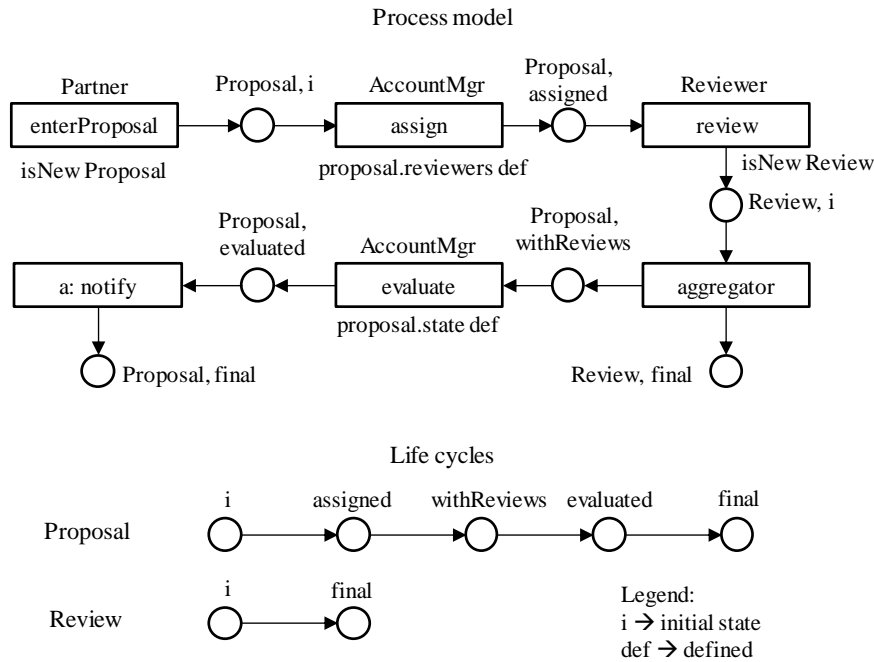 Process model
Partner
Proposal, i
AccountMgr
Proposal,
assigned
Reviewer
enterProposal
assign
review
isNew Proposal
proposal.reviewers def
isNew Review
Review, i
Proposal,
evaluated
AccountMgr
Proposal,
withReviews
a: notify
evaluate
aggregator
proposal.state def
Proposal, final
Review, final
Life cycles
i
assigned
withReviews
evaluated
final
Proposal
i
final
Review
Legend:
i → initial state
def → defined